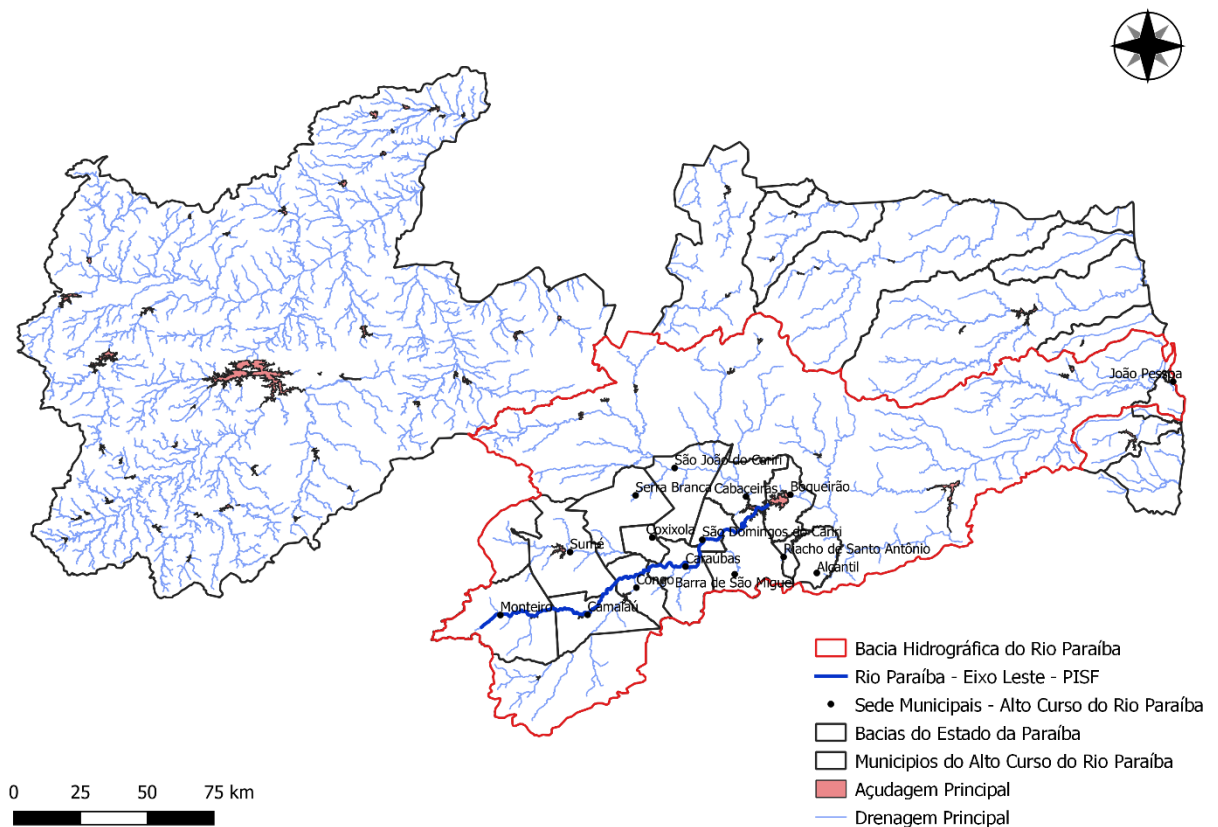 João Pessoa
São João do Cariri
Serra Branca
Cabaceiras
Boqueirão
Coxixola
São Domingos do Cariri
Sumé
Riacho de Santo Antônio
Caraúbas
Alcantil
Congo
Barra de São Miguel
Monteiro
Camalaú
Bacia Hidrográfica do Rio Paraíba
Rio Paraíba - Eixo Leste - PISF
Sede Municipais - Alto Curso do Rio Paraíba
Bacias do Estado da Paraíba
Municipios do Alto Curso do Rio Paraíba
Açudagem Principal
Drenagem Principal
0 25 50 75 km